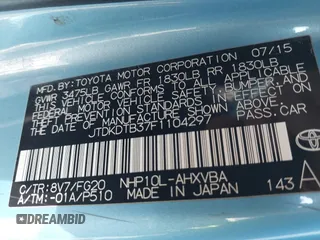 MFD. BY: TOYOTA MOTOR CORPORATION 07/15
GVWR 3475LB GAWR FR 1830LB RR 1830LB
THIS VEHICLE CONFORMS TO ALL APPLICABLE
FEDERAL MOTOR VEHICLE SAFETY, BUMPER, AND
THEFT PREVENTION STANDARDS IN EFFECT ON
THE DATE OF MANUFACTURE SHOWN ABOVE.
JTDKDTB37F1104297
PASS. CAR
C/TR: 8V7/FG20 NHP10L-AHXVBA
A/TM: -01A/P510 MADE IN JAPAN 143 A
DEALERS AUCTION